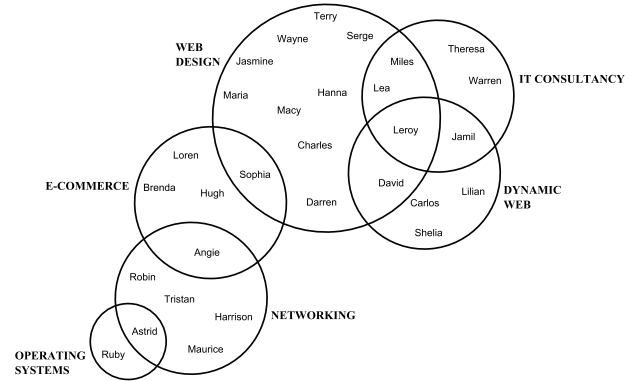 Terry
Wayne
Serge
WEB
DESIGN
Jasmine
Miles
Theresa
Warren
IT CONSULTANCY
Maria
Hanna
Lea
Macy
Leroy
Jamil
Charles
Loren
Sophia
E-COMMERCE
Brenda
Hugh
David
Lilian
DYNAMIC
WEB
Darren
Carlos
Shelia
Angie
Robin
Tristan
Harrison
NETWORKING
Astrid
Maurice
Ruby
OPERATING
SYSTEMS